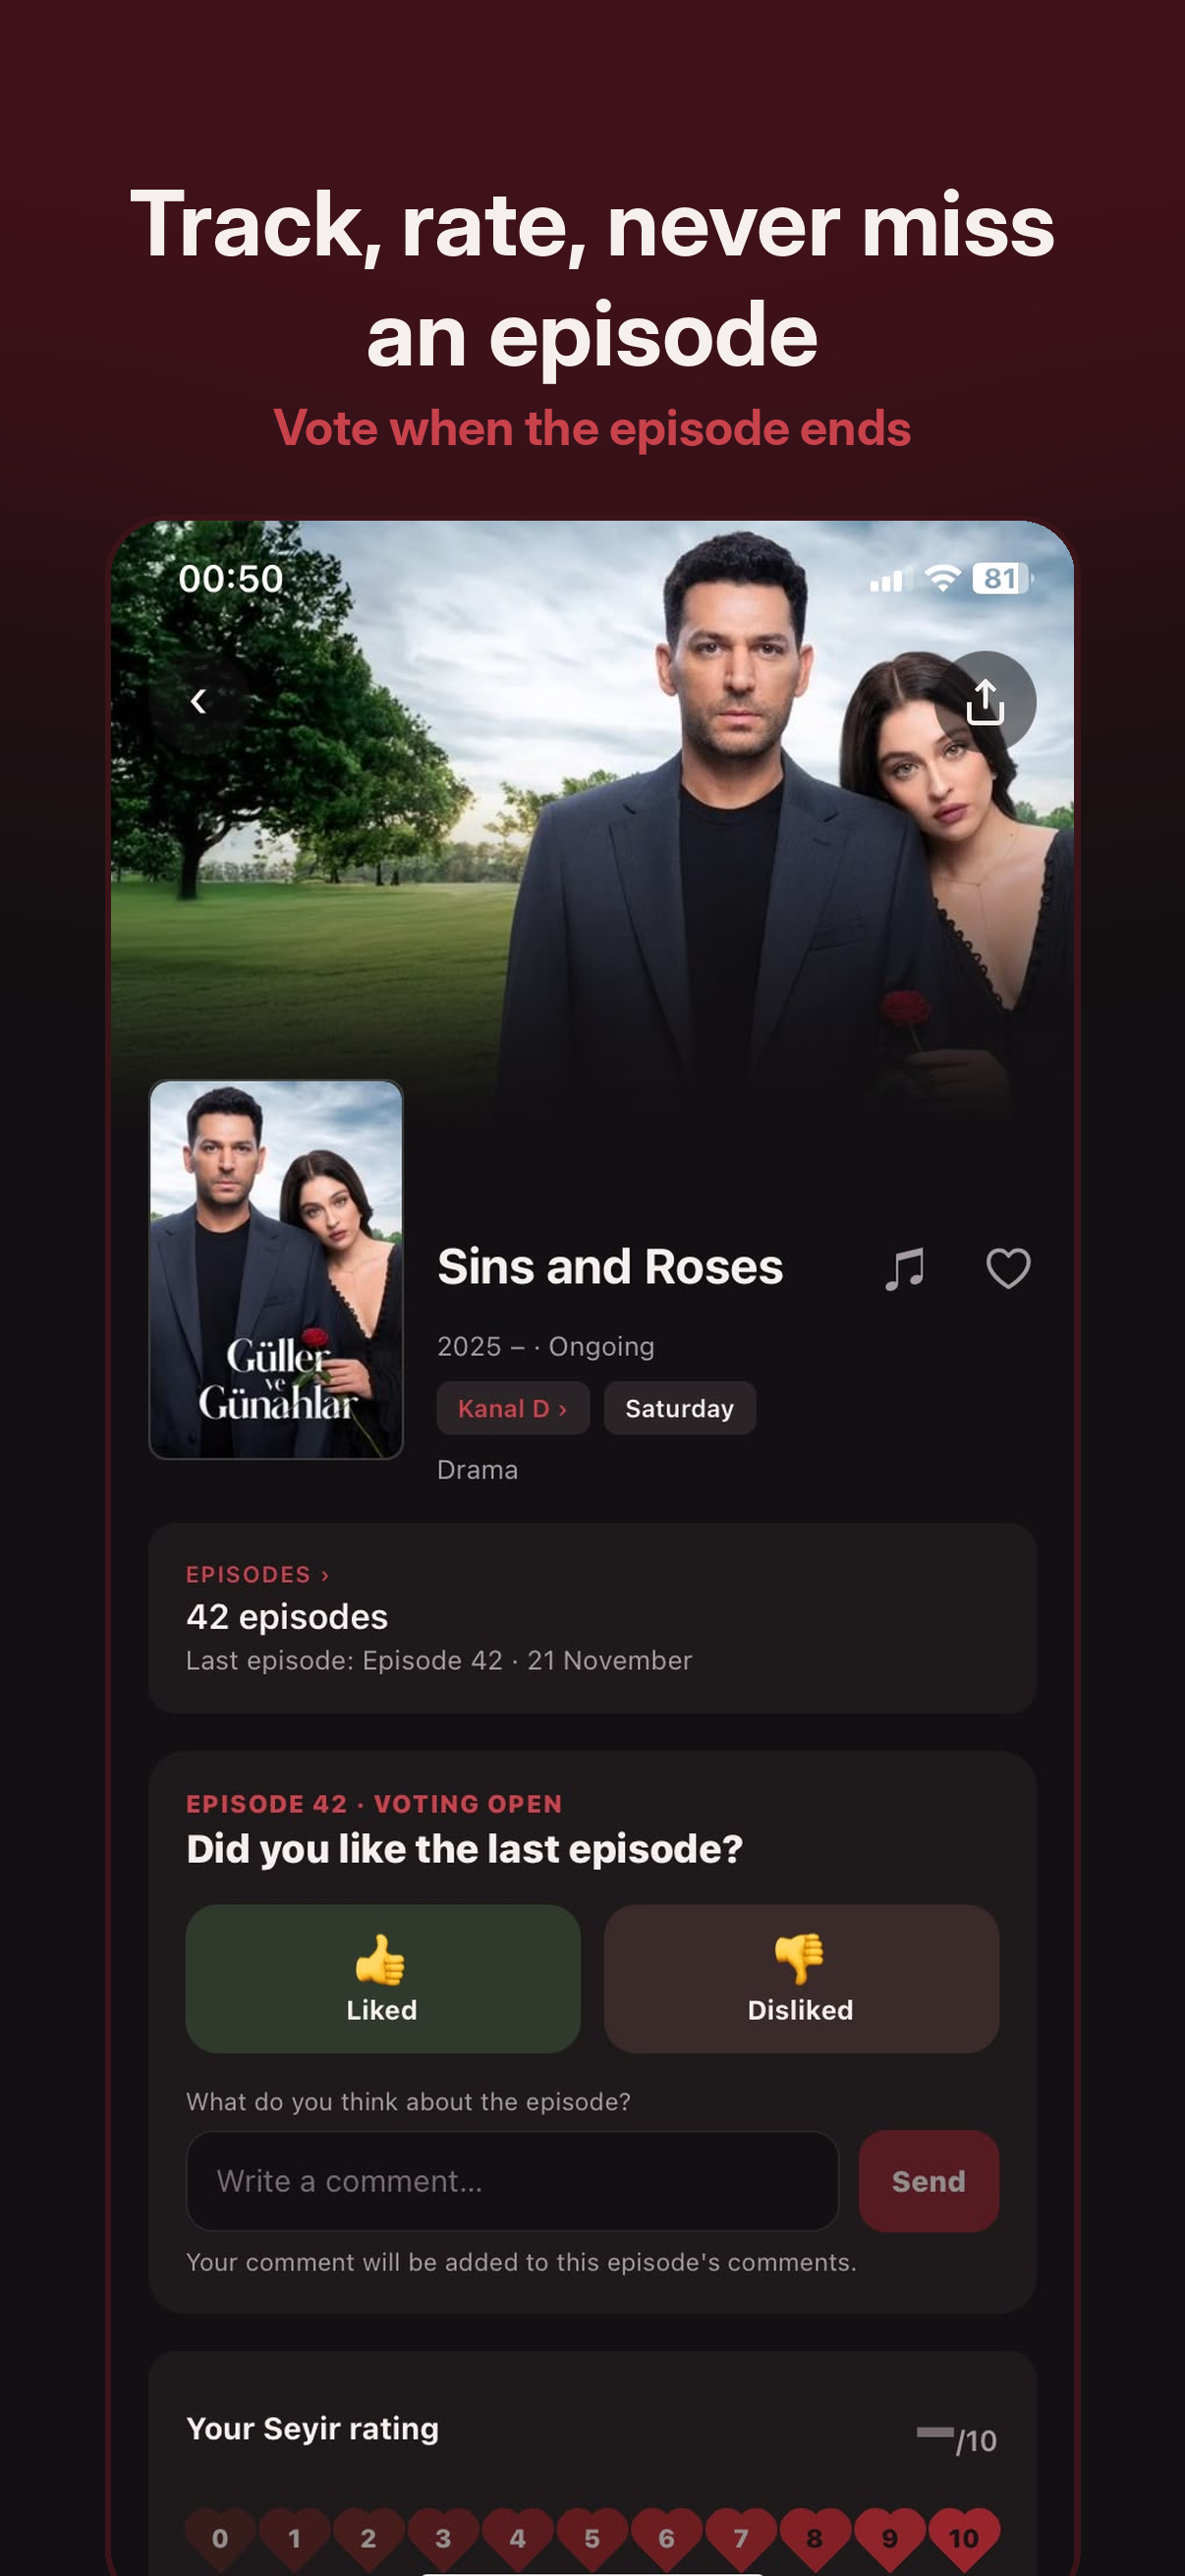 Track, rate, never miss
an episode
Vote when the episode ends
00:50
81
Güller
ve
Günahlar
Sins and Roses
2025 – · Ongoing
Kanal D ›
Saturday
Drama
EPISODES ›
42 episodes
Last episode: Episode 42 · 21 November
EPISODE 42 · VOTING OPEN
Did you like the last episode?
Liked
Disliked
What do you think about the episode?
Write a comment...
Send
Your comment will be added to this episode's comments.
Your Seyir rating
—/10
0 1 2 3 4 5 6 7 8 9 10